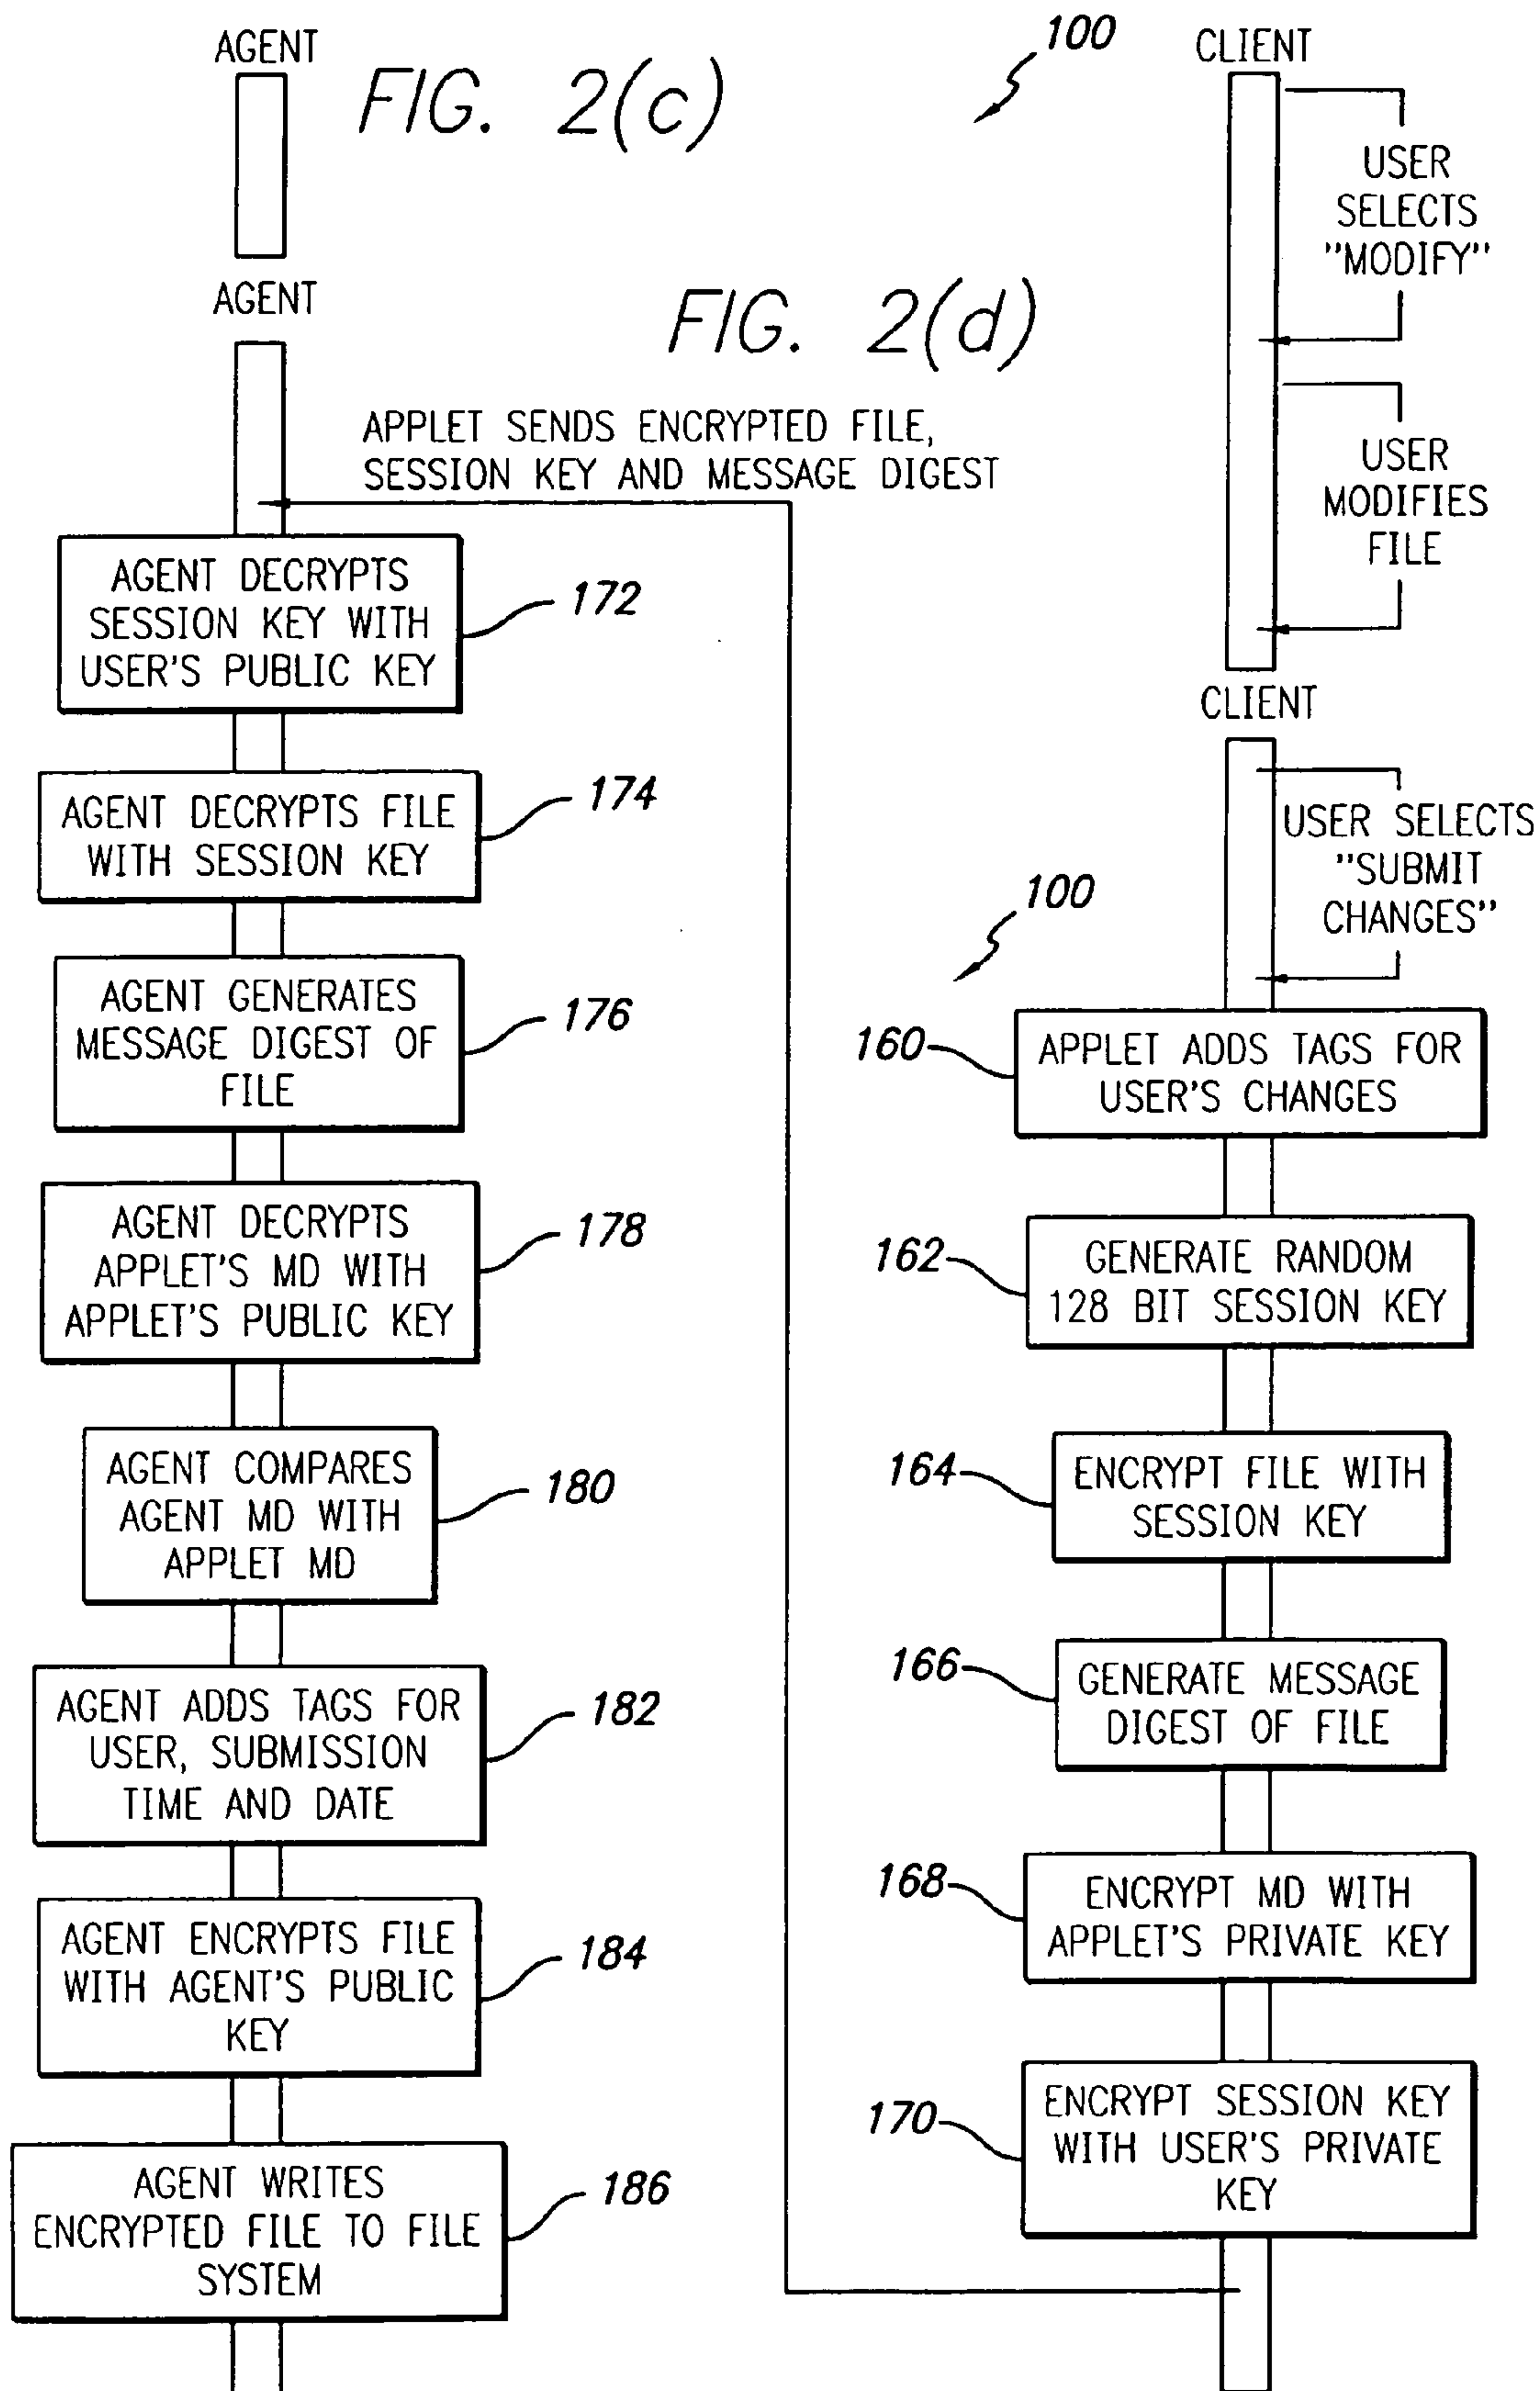 AGENT
FIG. 2(c)
100
CLIENT
USER
SELECTS
"MODIFY"
AGENT
FIG. 2(d)
USER
MODIFIES
FILE
CLIENT
USER SELECTS
"SUBMIT
CHANGES"
100
160
APPLET ADDS TAGS FOR
USER'S CHANGES
162
GENERATE RANDOM
128 BIT SESSION KEY
164
ENCRYPT FILE WITH
SESSION KEY
166
GENERATE MESSAGE
DIGEST OF FILE
168
ENCRYPT MD WITH
APPLET'S PRIVATE KEY
170
ENCRYPT SESSION KEY
WITH USER'S PRIVATE
KEY
APPLET SENDS ENCRYPTED FILE,
SESSION KEY AND MESSAGE DIGEST
AGENT DECRYPTS
SESSION KEY WITH
USER'S PUBLIC KEY
172
AGENT DECRYPTS FILE
WITH SESSION KEY
174
AGENT GENERATES
MESSAGE DIGEST OF
FILE
176
AGENT DECRYPTS
APPLET'S MD WITH
APPLET'S PUBLIC KEY
178
AGENT COMPARES
AGENT MD WITH
APPLET MD
180
AGENT ADDS TAGS FOR
USER, SUBMISSION
TIME AND DATE
182
AGENT ENCRYPTS FILE
WITH AGENT'S PUBLIC
KEY
184
AGENT WRITES
ENCRYPTED FILE TO FILE
SYSTEM
186